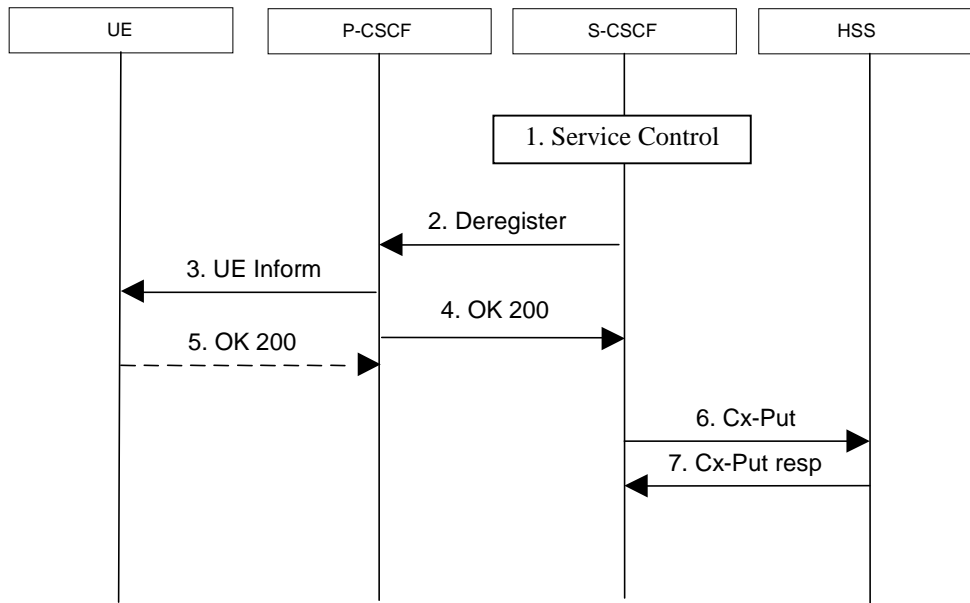 UE
P-CSCF
S-CSCF
HSS
1. Service Control
2. Deregister
3. UE Inform
4. OK 200
5. OK 200
6. Cx-Put
7. Cx-Put resp